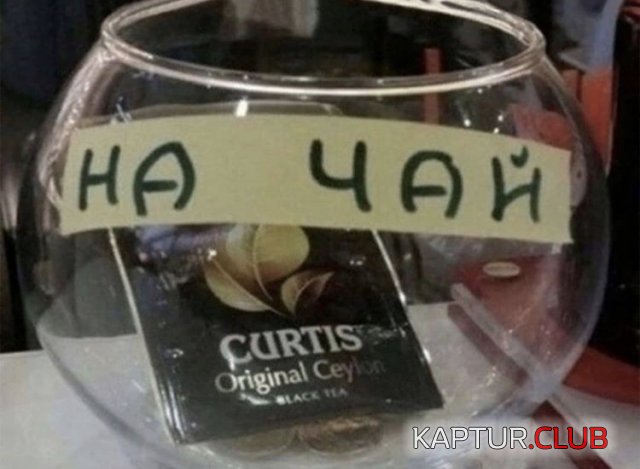 НА ЧАЙ
CURTIS
Original Ceylon
BLACK TEA
KAPTUR.CLUB